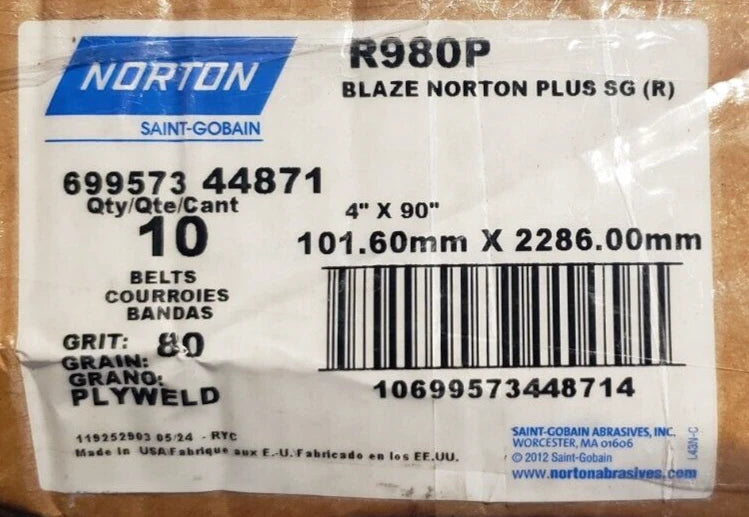 NORTON
SAINT-GOBAIN
R980P
BLAZE NORTON PLUS SG (R)
699573 44871
Qty/Qte/Cant
10
BELTS
COURROIES
BANDAS
4" X 90"
101.60mm X 2286.00mm
10699573448714
GRIT: 80
GRAIN:
GRANO:
PLYWELD
119252903 05/24 - RYC
Made in USA/Fabrique aux E.-U./Fabricado en los EE.UU.
SAINT-GOBAIN ABRASIVES, INC.
WORCESTER, MA 01606
© 2012 Saint-Gobain
www.nortonabrasives.com
L43N-C